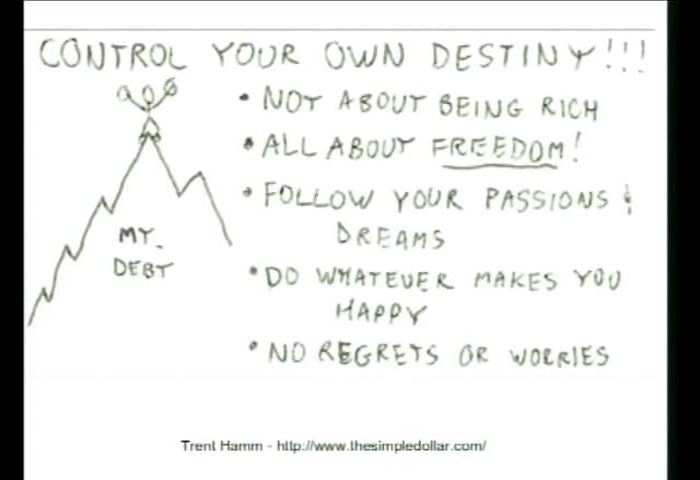 CONTROL YOUR OWN DESTINY!!!
• NOT ABOUT BEING RICH
• ALL ABOUT FREEDOM!
• FOLLOW YOUR PASSIONS &
DREAMS
• DO WHATEVER MAKES YOU
HAPPY
• NO REGRETS OR WORRIES
MT.
DEBT
Trent Hamm - http://www.thesimpledollar.com/